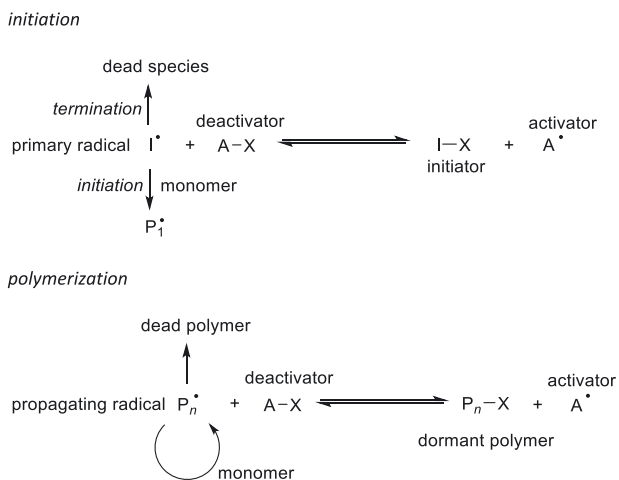 initiation
dead species
termination
deactivator
activator
primary radical I• + A–X I–X + A•
initiator
initiation monomer
P1•
polymerization
dead polymer
deactivator
activator
propagating radical Pn• + A–X Pn–X + A•
dormant polymer
monomer